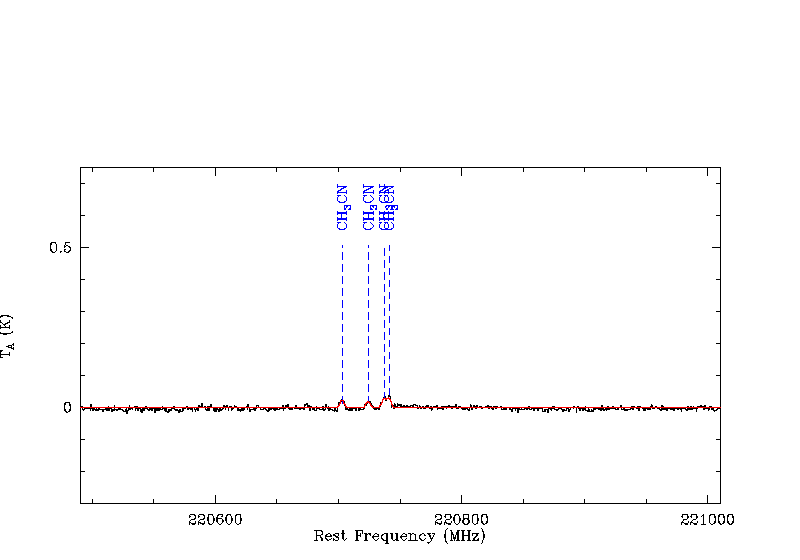 CH3CN
CH3CN
CH3CN
CH3CN
0.5
0
TA (K)
220600
220800
221000
Rest Frequency (MHz)